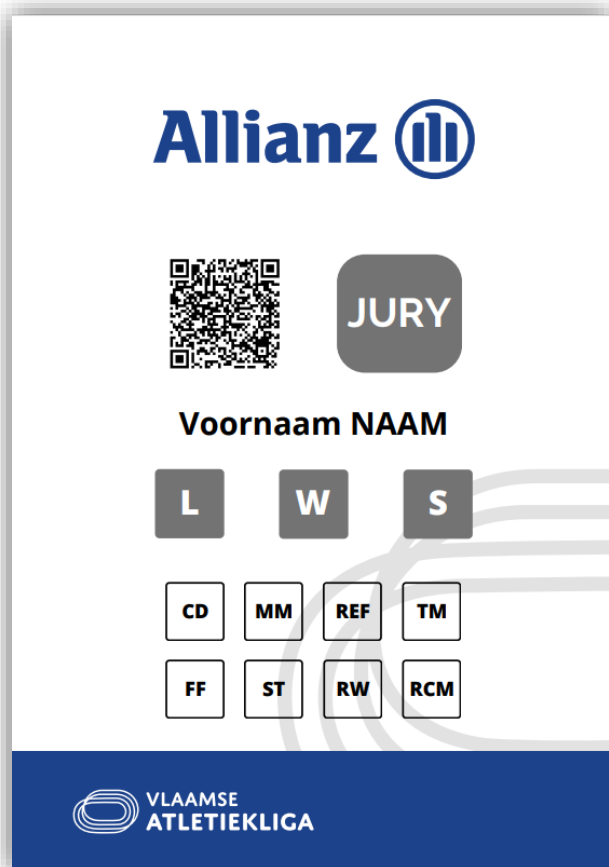 Allianz
JURY
Voornaam NAAM
L W S
CD MM REF TM
FF ST RW RCM
VLAAMSE
ATLETIEKLIGA